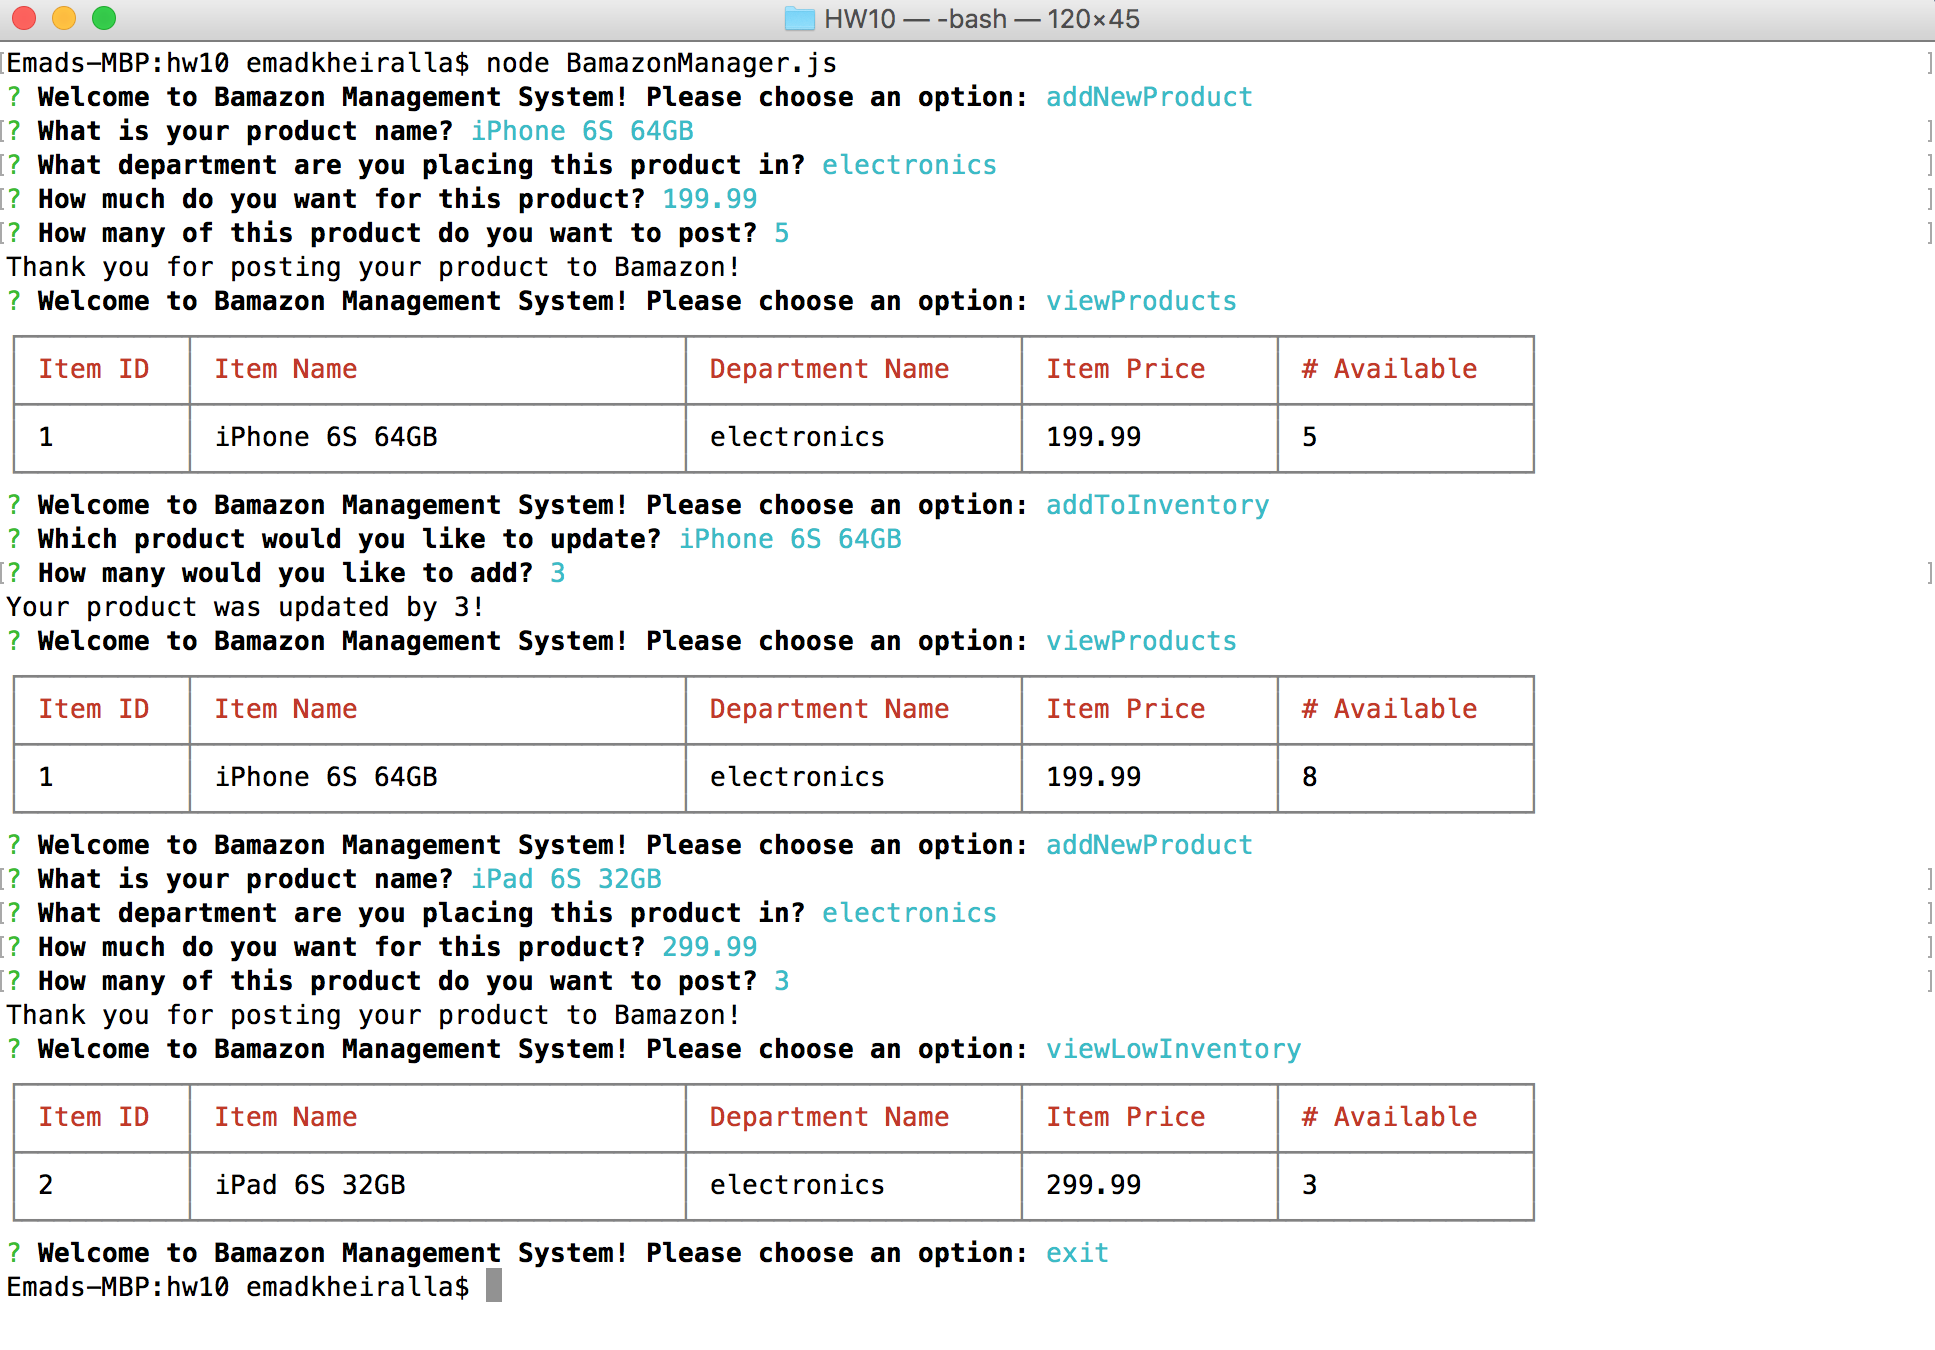 HW10 — -bash — 120×45
Emads-MBP:hw10 emadkheiralla$ node BamazonManager.js
? Welcome to Bamazon Management System! Please choose an option: addNewProduct
? What is your product name? iPhone 6S 64GB
? What department are you placing this product in? electronics
? How much do you want for this product? 199.99
? How many of this product do you want to post? 5
Thank you for posting your product to Bamazon!
? Welcome to Bamazon Management System! Please choose an option: viewProducts
Item ID Item Name Department Name Item Price # Available
1 iPhone 6S 64GB electronics 199.99 5
? Welcome to Bamazon Management System! Please choose an option: addToInventory
? Which product would you like to update? iPhone 6S 64GB
? How many would you like to add? 3
Your product was updated by 3!
? Welcome to Bamazon Management System! Please choose an option: viewProducts
Item ID Item Name Department Name Item Price # Available
1 iPhone 6S 64GB electronics 199.99 8
? Welcome to Bamazon Management System! Please choose an option: addNewProduct
? What is your product name? iPad 6S 32GB
? What department are you placing this product in? electronics
? How much do you want for this product? 299.99
? How many of this product do you want to post? 3
Thank you for posting your product to Bamazon!
? Welcome to Bamazon Management System! Please choose an option: viewLowInventory
Item ID Item Name Department Name Item Price # Available
2 iPad 6S 32GB electronics 299.99 3
? Welcome to Bamazon Management System! Please choose an option: exit
Emads-MBP:hw10 emadkheiralla$